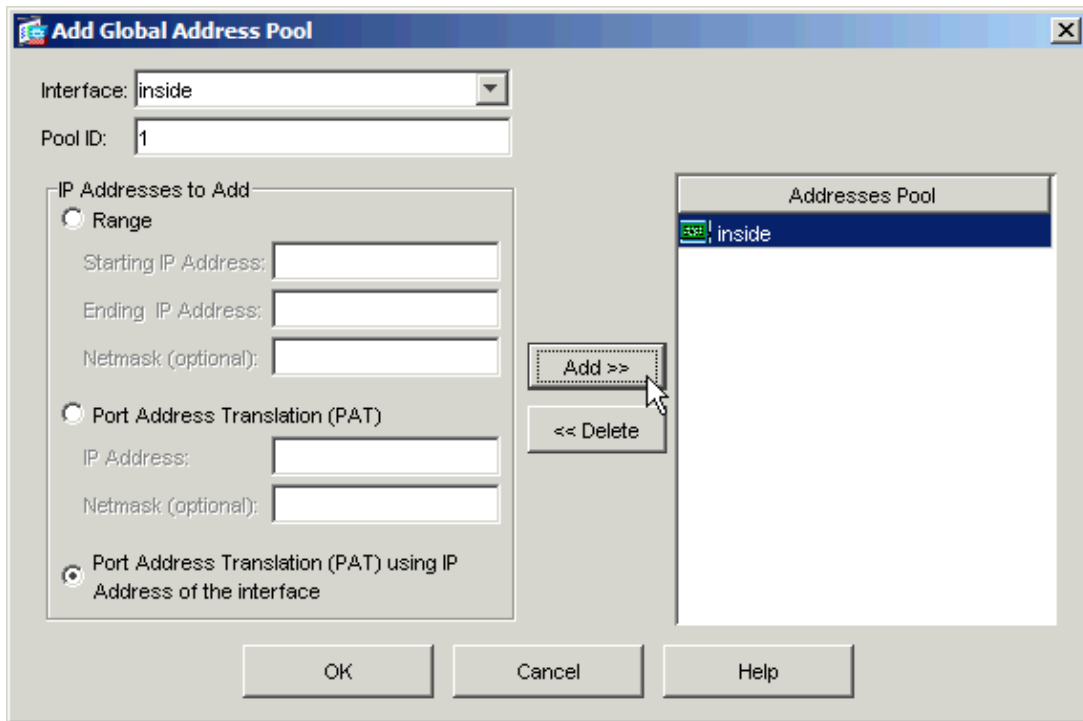 Add Global Address Pool
Interface: inside
Pool ID: 1
IP Addresses to Add
Range
Starting IP Address:
Ending IP Address:
Netmask (optional):
Port Address Translation (PAT)
IP Address:
Netmask (optional):
Port Address Translation (PAT) using IP
Address of the interface
Add >>
<< Delete
Addresses Pool
inside
OK
Cancel
Help